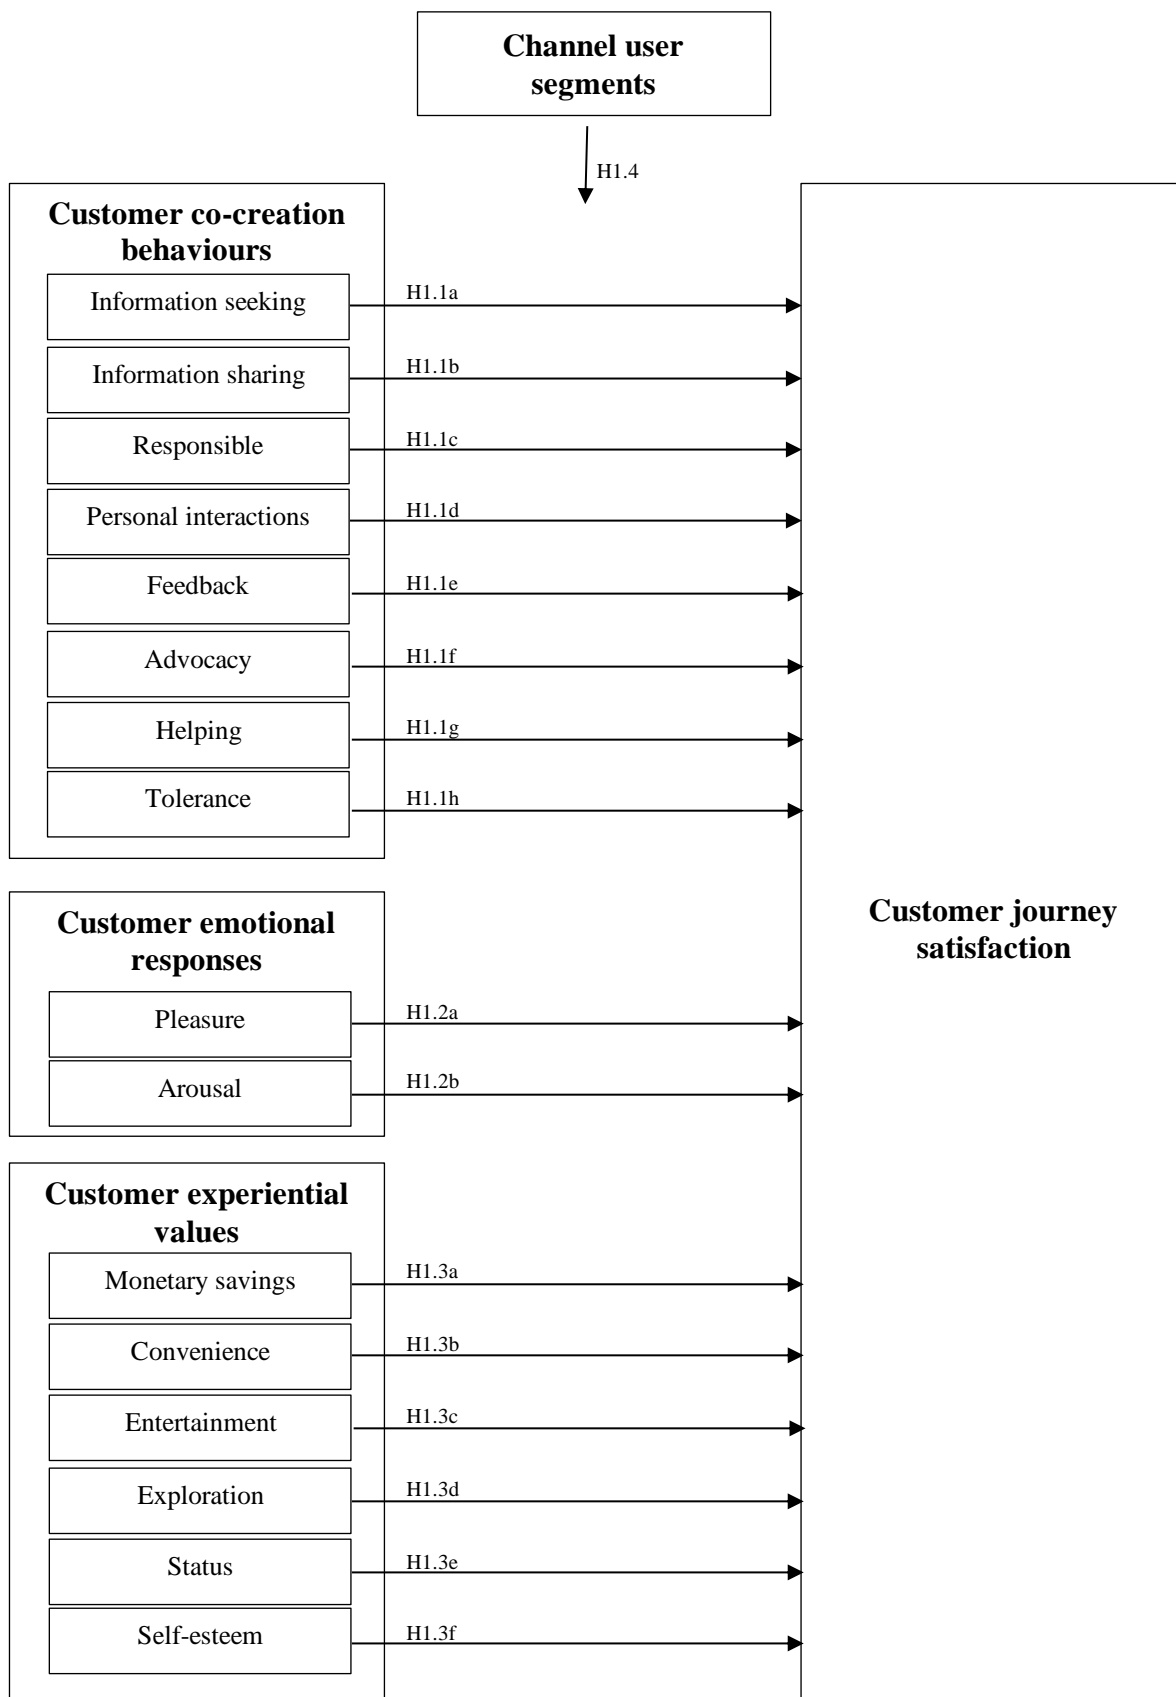 Channel user
segments
H1.4
Customer co-creation
behaviours
Information seeking
H1.1a
Information sharing
H1.1b
Responsible
H1.1c
Personal interactions
H1.1d
Feedback
H1.1e
Advocacy
H1.1f
Helping
H1.1g
Tolerance
H1.1h
Customer emotional
responses
Pleasure
H1.2a
Arousal
H1.2b
Customer experiential
values
Monetary savings
H1.3a
Convenience
H1.3b
Entertainment
H1.3c
Exploration
H1.3d
Status
H1.3e
Self-esteem
H1.3f
Customer journey
satisfaction